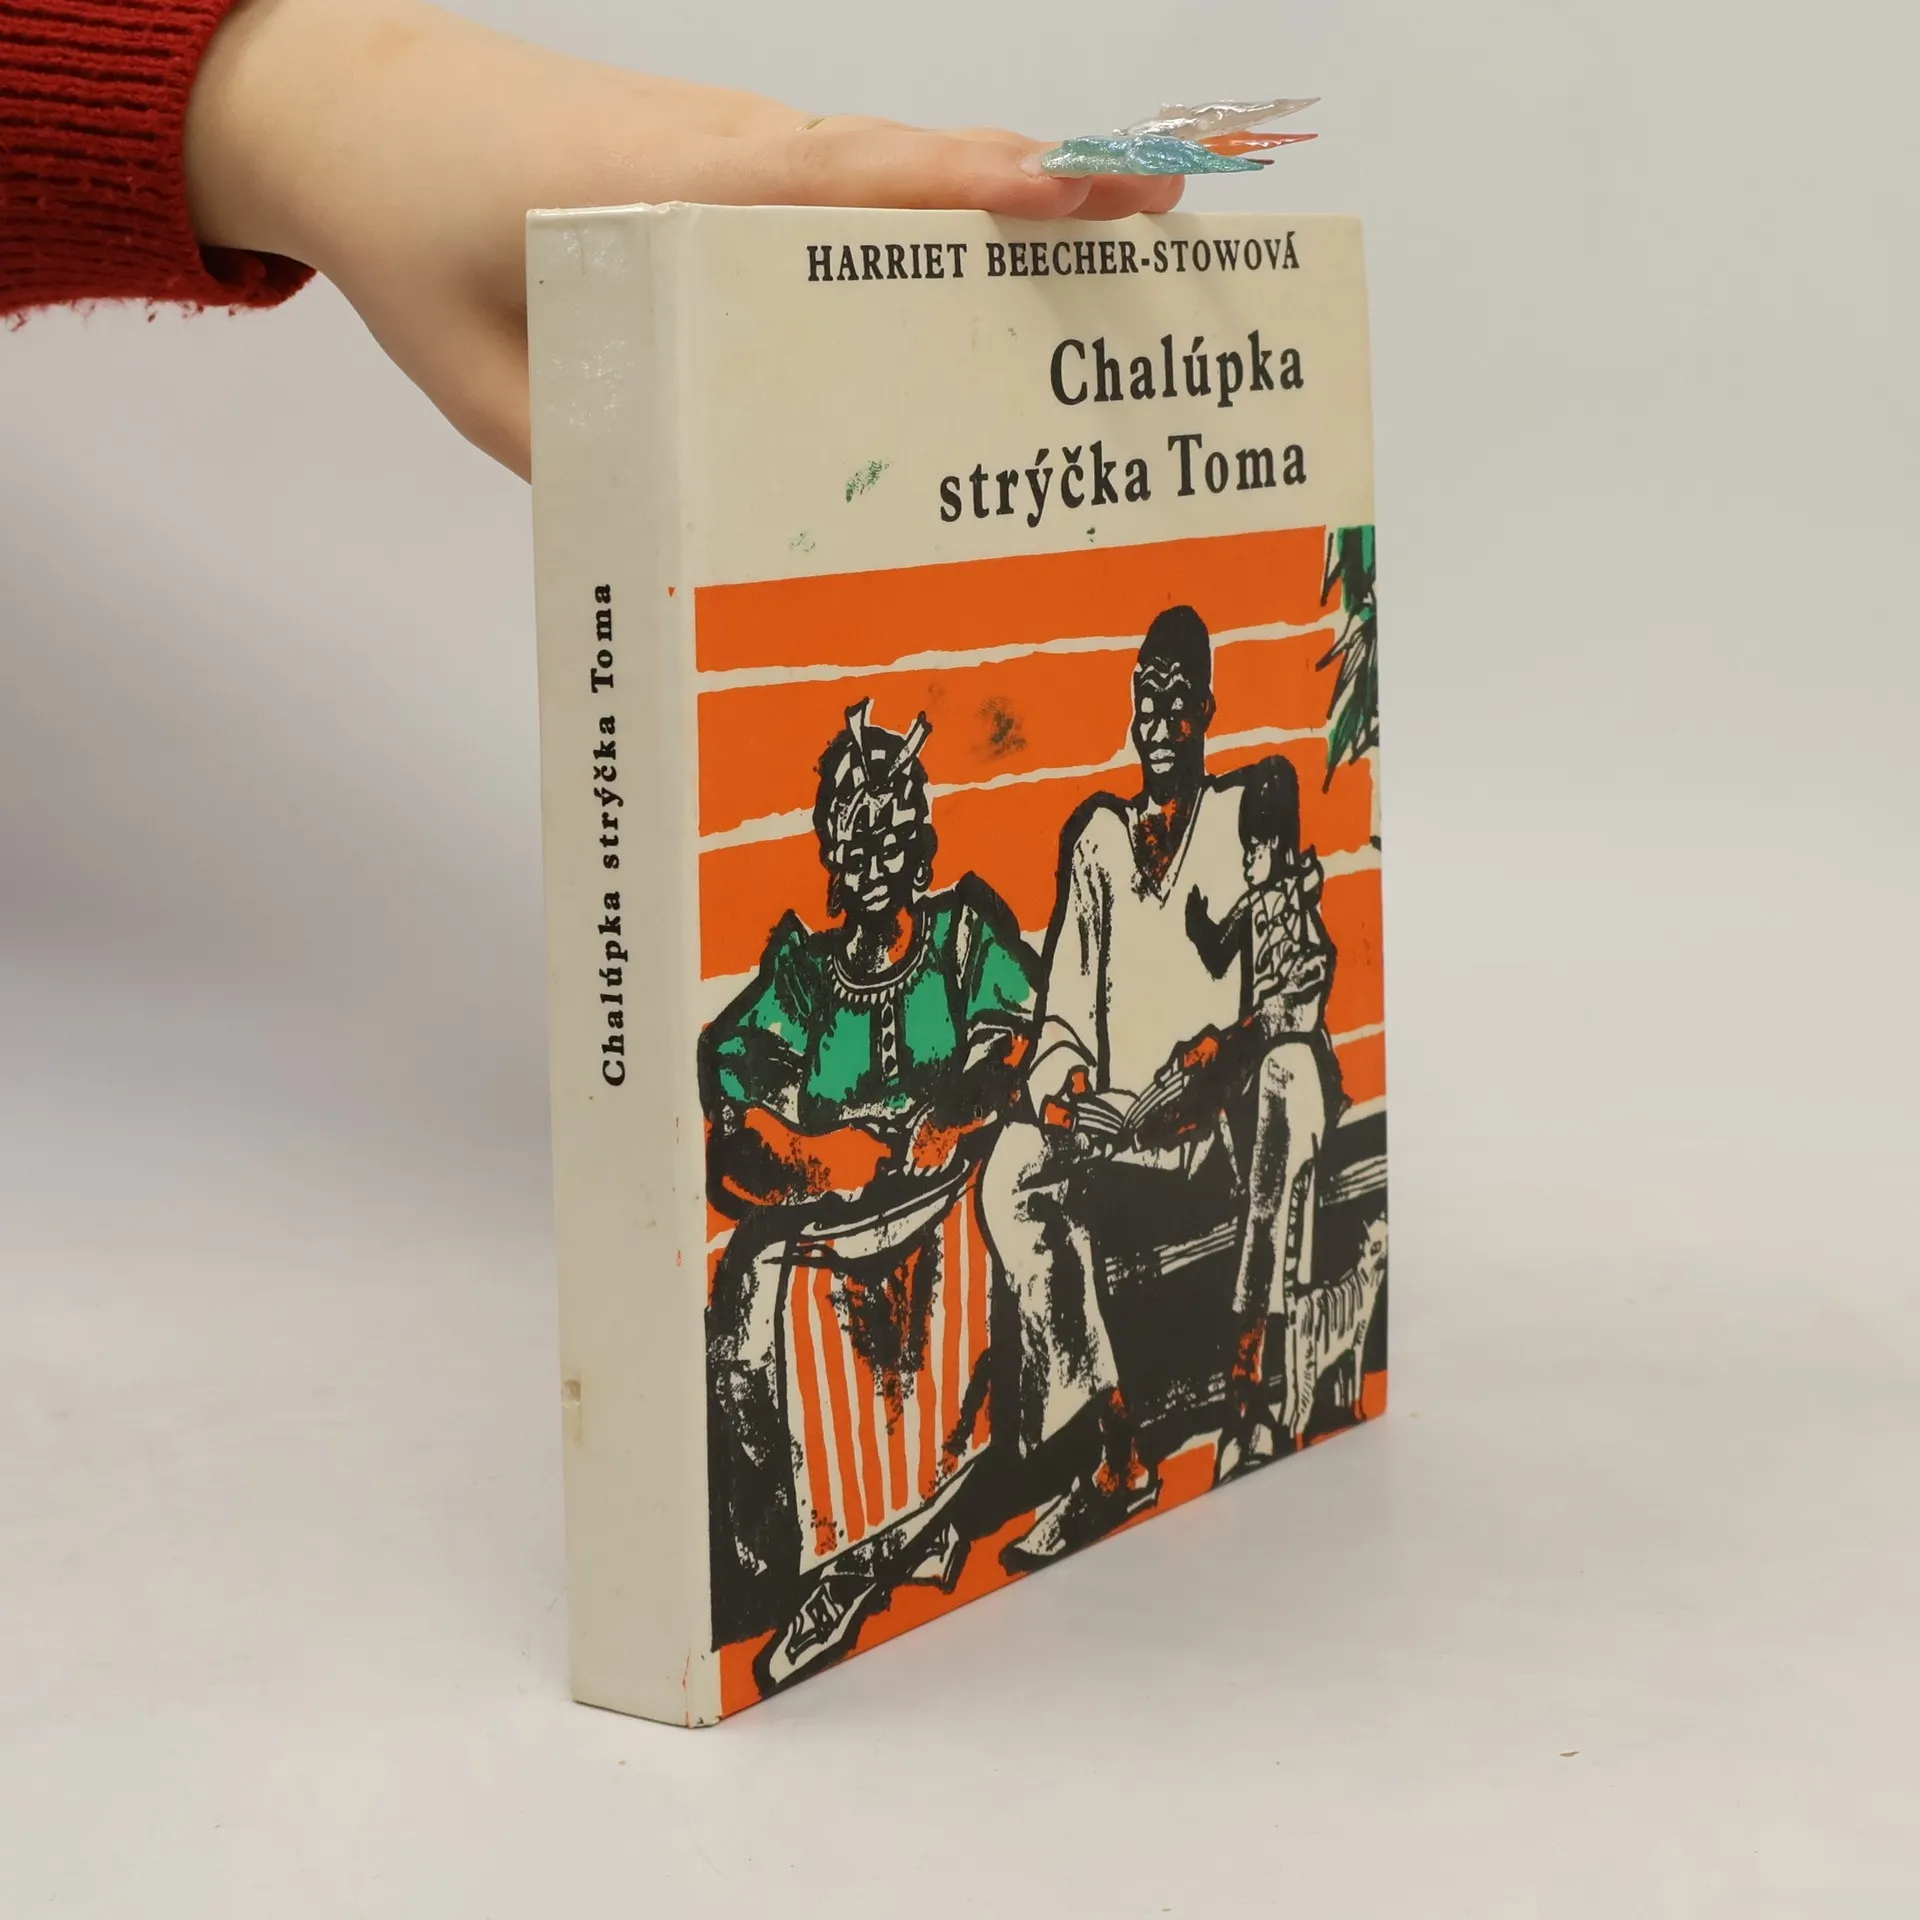 HARRIET BEECHER-STOWOVÁ
Chalúpka
strýčka Toma
Chalúpka strýčka Toma